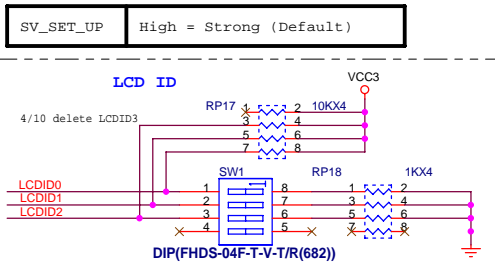 SV_SET_UP High = Strong (Default)
LCD ID
VCC3
RP17 1 2 10KX4
4/10 delete LCDID3
3 4
5 6
7 8
SW1 RP18 1KX4
LCDID0 1 8 1 2
LCDID1 2 7 3 4
LCDID2 3 6 5 6
4 5 7 8
DIP(FHDS-04F-T-V-T/R(682))